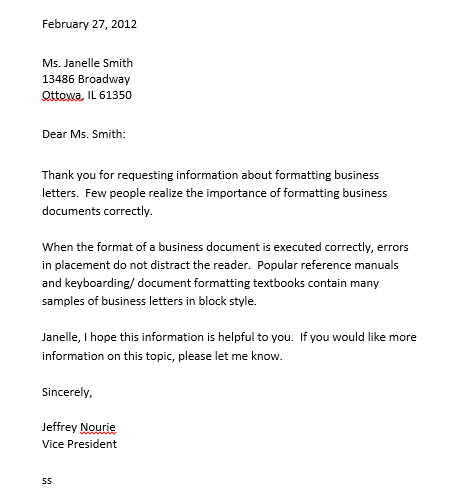 February 27, 2012
Ms. Janelle Smith
13486 Broadway
Ottowa, IL 61350
Dear Ms. Smith:
Thank you for requesting information about formatting business
letters.  Few people realize the importance of formatting business
documents correctly.
When the format of a business document is executed correctly, errors
in placement do not distract the reader.  Popular reference manuals
and keyboarding/ document formatting textbooks contain many
samples of business letters in block style.
Janelle, I hope this information is helpful to you.  If you would like more
information on this topic, please let me know.
Sincerely,
Jeffrey Nourie
Vice President
ss